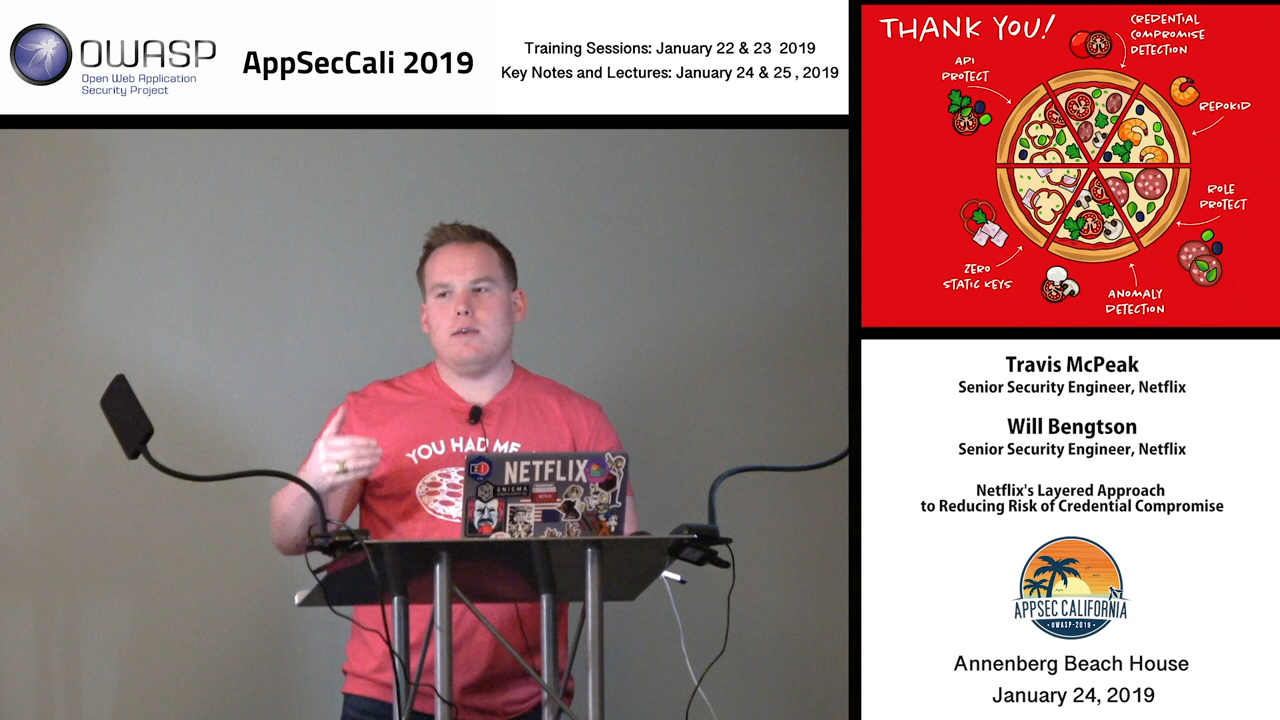 OWASP
Open Web Application
Security Project
AppSecCali 2019
Training Sessions: January 22 & 23 2019
Key Notes and Lectures: January 24 & 25 , 2019
THANK YOU!
CREDENTIAL
COMPROMISE
DETECTION
API
PROTECT
REPOKID
ROLE
PROTECT
ZERO
STATIC KEYS
ANOMALY
DETECTION
YOU HAD ME
NETFLIX
ENIGMA
Travis McPeak
Senior Security Engineer, Netflix
Will Bengtson
Senior Security Engineer, Netflix
Netflix's Layered Approach
to Reducing Risk of Credential Compromise
APPSEC CALIFORNIA
OWASP-2019
Annenberg Beach House
January 24, 2019